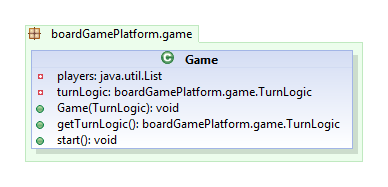 boardGamePlatform.game
Game
players: java.util.List
turnLogic: boardGamePlatform.game.TurnLogic
Game(TurnLogic): void
getTurnLogic(): boardGamePlatform.game.TurnLogic
start(): void